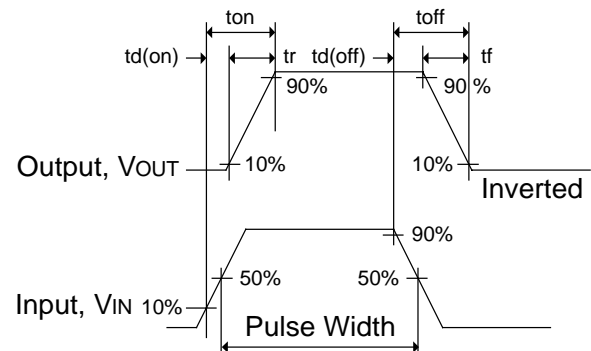 ton
toff
td(on)
tr
td(off)
tf
90%
90 %
Output, VOUT
10%
10%
Inverted
90%
50%
50%
Input, VIN
10%
Pulse Width